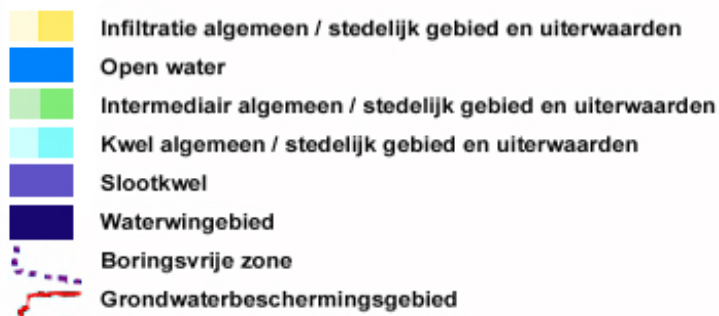 Infiltratie algemeen / stedelijk gebied en uiterwaarden
Open water
Intermediair algemeen / stedelijk gebied en uiterwaarden
Kwel algemeen / stedelijk gebied en uiterwaarden
Slootkwel
Waterwingebied
Boringsvrije zone
Grondwaterbeschermingsgebied